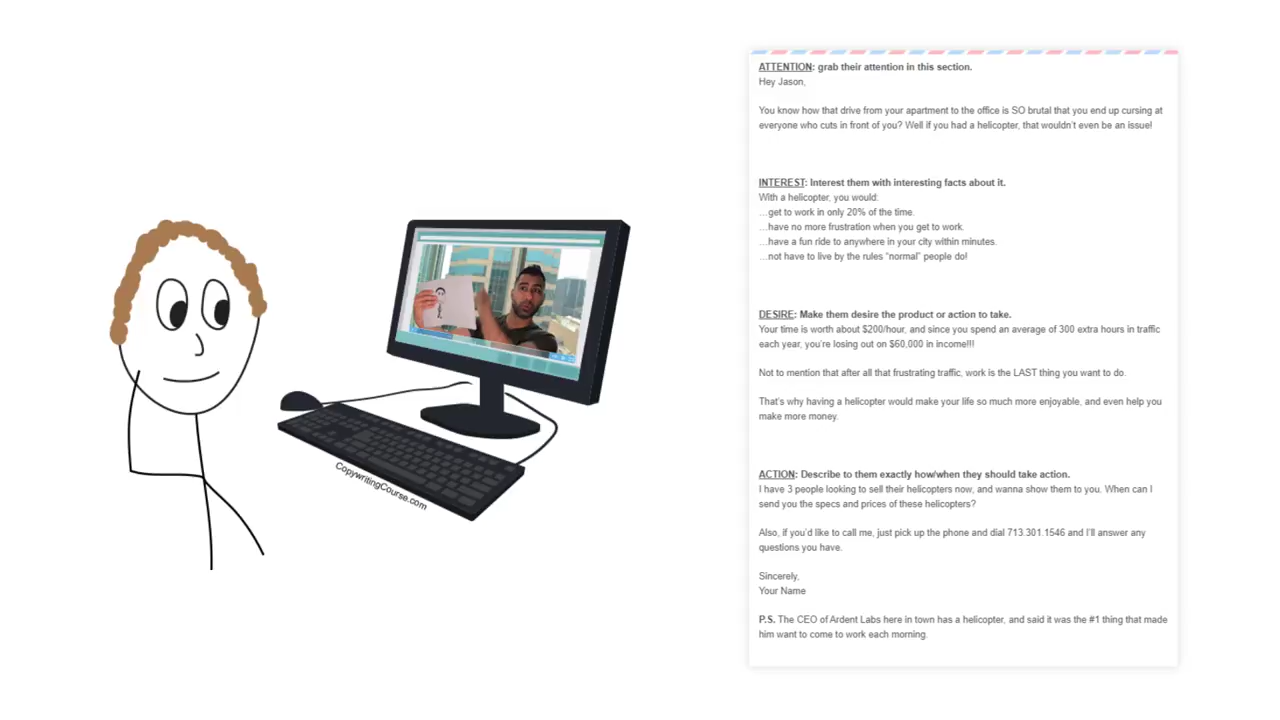 ATTENTION: grab their attention in this section.
Hey Jason,
You know how that drive from your apartment to the office is SO brutal that you end up cursing at
everyone who cuts in front of you? Well if you had a helicopter, that wouldn't even be an issue!
INTEREST: Interest them with interesting facts about it.
With a helicopter, you would:
…get to work in only 20% of the time.
…have no more frustration when you get to work.
…have a fun ride to anywhere in your city within minutes.
…not have to live by the rules “normal” people do!
DESIRE: Make them desire the product or action to take.
Your time is worth about $200/hour, and since you spend an average of 300 extra hours in traffic
each year, you're losing out on $60,000 in income!!!
Not to mention that after all that frustrating traffic, work is the LAST thing you want to do.
That's why having a helicopter would make your life so much more enjoyable, and even help you
make more money.
ACTION: Describe to them exactly how/when they should take action.
I have 3 people looking to sell their helicopters now, and wanna show them to you. When can I
send you the specs and prices of these helicopters?
Also, if you'd like to call me, just pick up the phone and dial 713.301.1546 and I'll answer any
questions you have.
Sincerely,
Your Name
P.S. The CEO of Ardent Labs here in town has a helicopter, and said it was the #1 thing that made
him want to come to work each morning.
CopywritingCourse.com